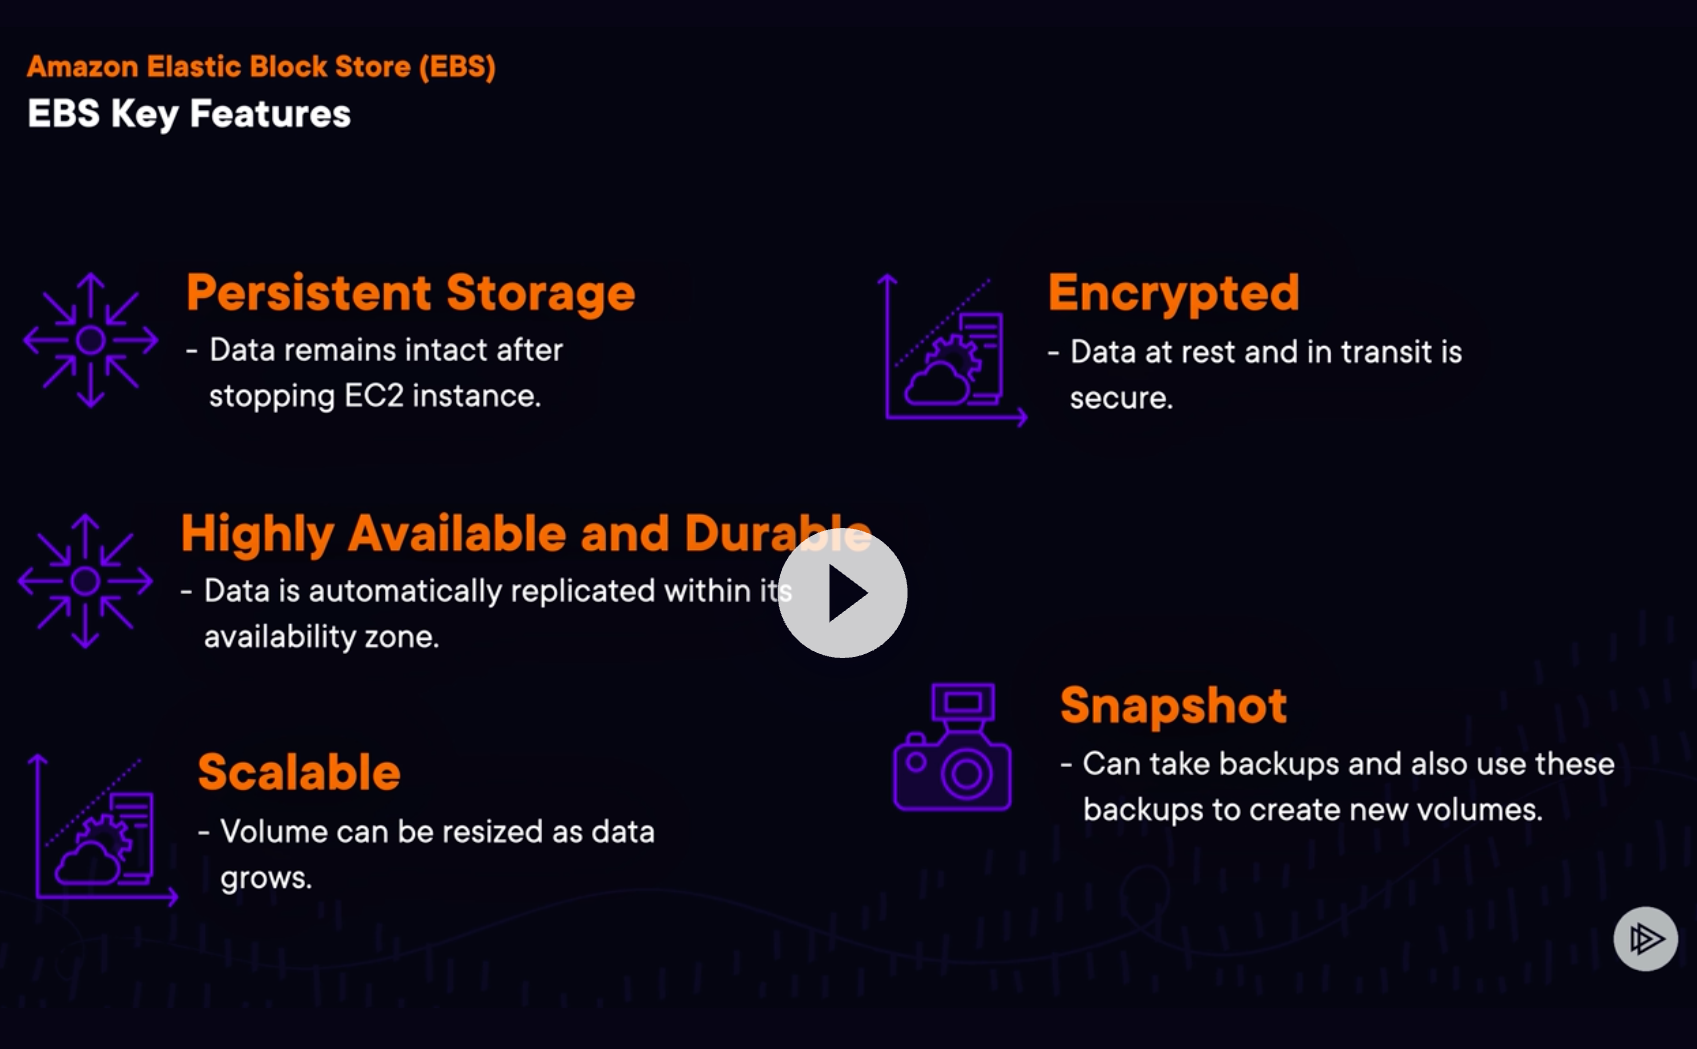 Amazon Elastic Block Store (EBS)
EBS Key Features
Persistent Storage
- Data remains intact after
stopping EC2 instance.
Highly Available and Durable
- Data is automatically replicated within its
availability zone.
Scalable
- Volume can be resized as data
grows.
Encrypted
- Data at rest and in transit is
secure.
Snapshot
- Can take backups and also use these
backups to create new volumes.